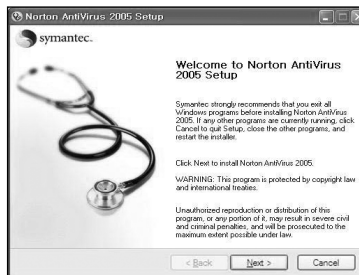 Norton AntiVirus 2005 Setup
symantec.
Welcome to Norton AntiVirus
2005 Setup
Symantec strongly recommends that you exit all
Windows programs before installing Norton AntiVirus
2005. If any other programs are currently running, click
Cancel to quit Setup, close the other programs, and
restart the installer.
Click Next to install Norton AntiVirus 2005.
WARNING: This program is protected by copyright law
and international treaties.
Unauthorized reproduction or distribution of this
program, or any portion of it, may result in severe civil
and criminal penalties, and will be prosecuted to the
maximum extent possible under law.
< Back Next > Cancel